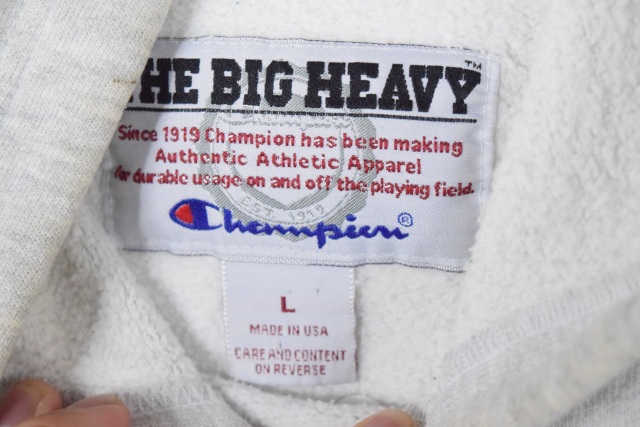 THE BIG HEAVY™
Since 1919 Champion has been making
Authentic Athletic Apparel
for durable usage on and off the playing field.
EST. 1919
Champion®
L
MADE IN USA
CARE AND CONTENT
ON REVERSE